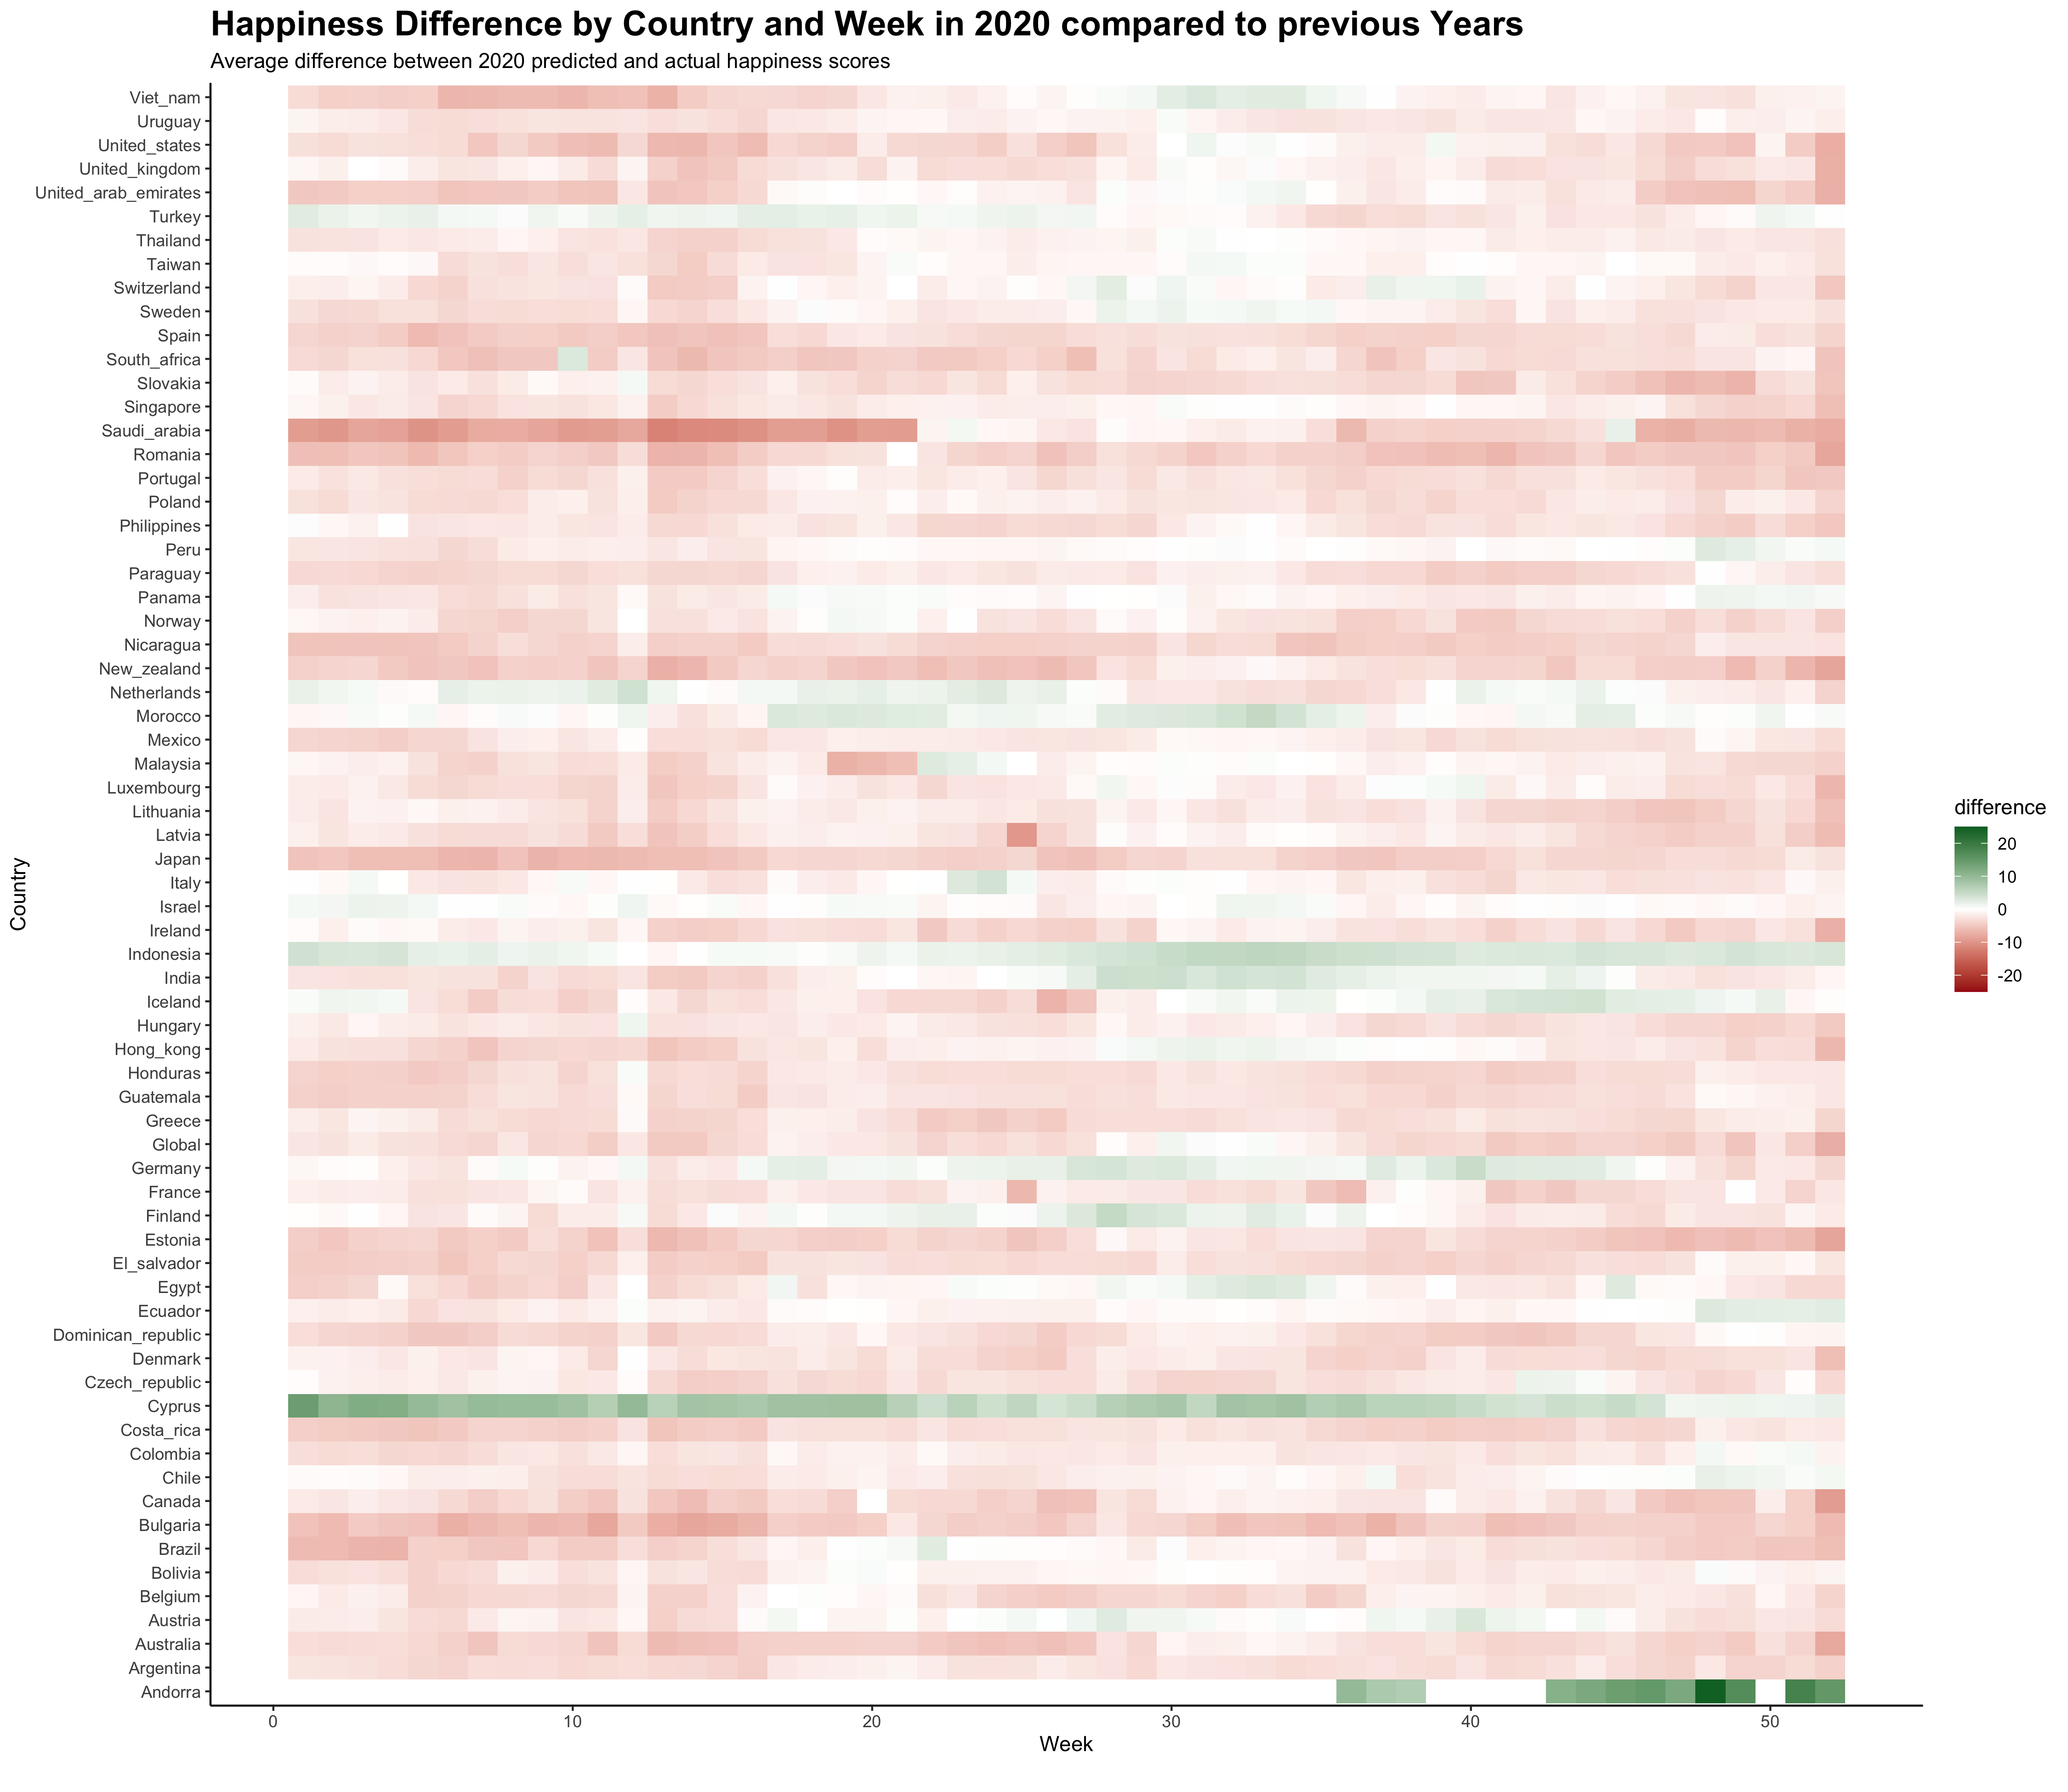 Happiness Difference by Country and Week in 2020 compared to previous Years
Average difference between 2020 predicted and actual happiness scores
Viet_nam
Uruguay
United_states
United_kingdom
United_arab_emirates
Turkey
Thailand
Taiwan
Switzerland
Sweden
Spain
South_africa
Slovakia
Singapore
Saudi_arabia
Romania
Portugal
Poland
Philippines
Peru
Paraguay
Panama
Norway
Nicaragua
New_zealand
Netherlands
Morocco
Mexico
Malaysia
Luxembourg
Lithuania
Latvia
Japan
Italy
Israel
Ireland
Indonesia
India
Iceland
Hungary
Hong_kong
Honduras
Guatemala
Greece
Global
Germany
France
Finland
Estonia
El_salvador
Egypt
Ecuador
Dominican_republic
Denmark
Czech_republic
Cyprus
Costa_rica
Colombia
Chile
Canada
Bulgaria
Brazil
Bolivia
Belgium
Austria
Australia
Argentina
Andorra
Country
0 10 20 30 40 50
Week
difference
20
10
0
-10
-20